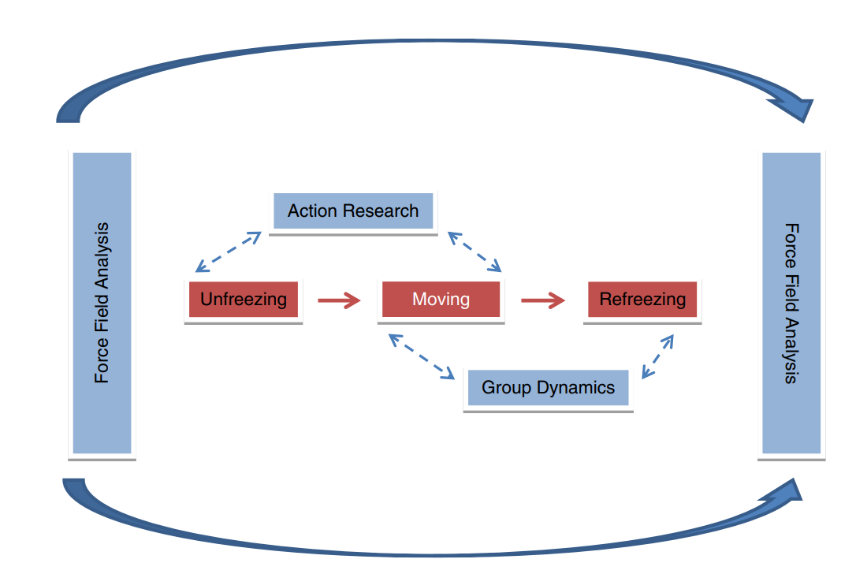 Force Field Analysis
Action Research
Unfreezing
Moving
Refreezing
Group Dynamics
Force Field Analysis